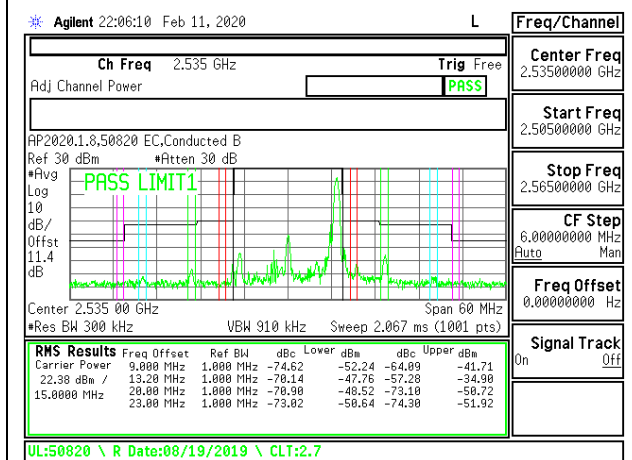 Agilent 22:06:10 Feb 11, 2020 L
Freq/Channel
Ch Freq 2.535 GHz Trig Free
Adj Channel Power PASS
Center Freq
2.53500000 GHz
Start Freq
2.50500000 GHz
Stop Freq
2.56500000 GHz
CF Step
6.00000000 MHz
Auto Man
Freq Offset
0.00000000 Hz
Signal Track
On Off
AP2020.1.8,50820 EC,Conducted B
Ref 30 dBm #Atten 30 dB
#Avg
Log
10
dB/
Offst
11.4
dB
PASS LIMIT1
Center 2.535 00 GHz Span 60 MHz
#Res BW 300 kHz VBW 910 kHz Sweep 2.067 ms (1001 pts)
RMS Results Freq Offset Ref BW dBc Lower dBm dBc Upper dBm
Carrier Power 9.000 MHz 1.000 MHz -74.62 -52.24 -64.09 -41.71
22.38 dBm / 13.20 MHz 1.000 MHz -70.14 -47.76 -57.28 -34.90
15.0000 MHz 20.00 MHz 1.000 MHz -70.90 -48.52 -73.10 -50.72
23.00 MHz 1.000 MHz -73.02 -50.64 -74.30 -51.92
UL:50820 \ R Date:08/19/2019 \ CLT:2.7